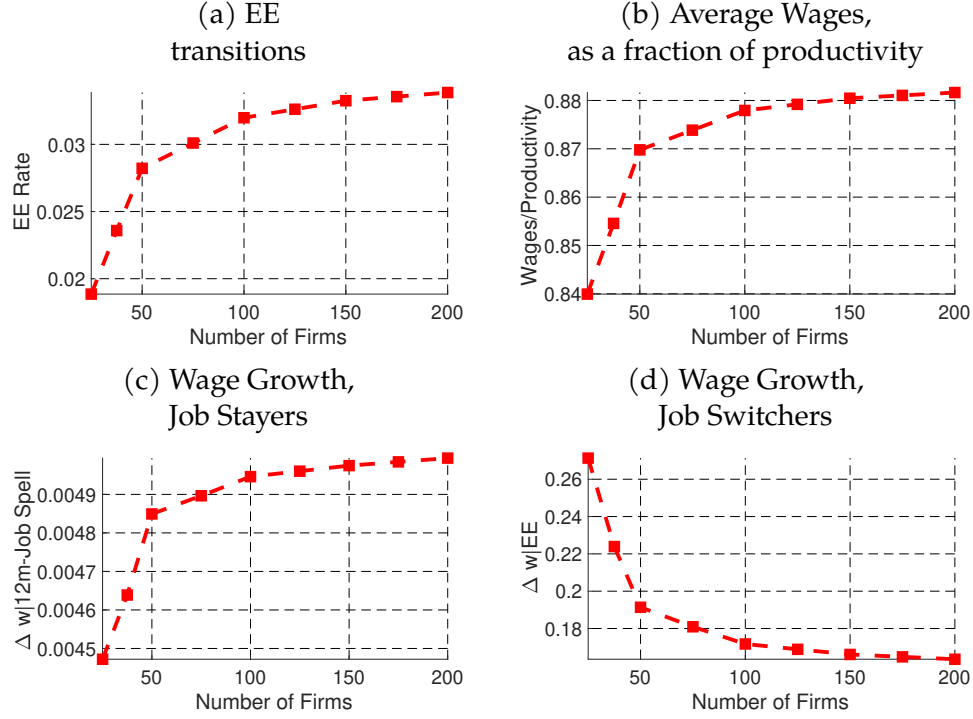 (a) EE
transitions
EE Rate
0.03
0.025
0.02
50 100 150 200
Number of Firms
(b) Average Wages,
as a fraction of productivity
Wages/Productivity
0.88
0.87
0.86
0.85
0.84
50 100 150 200
Number of Firms
(c) Wage Growth,
Job Stayers
Δ w|12m-Job Spell
0.0049
0.0048
0.0047
0.0046
0.0045
50 100 150 200
Number of Firms
(d) Wage Growth,
Job Switchers
Δ w|EE
0.26
0.24
0.22
0.2
0.18
50 100 150 200
Number of Firms